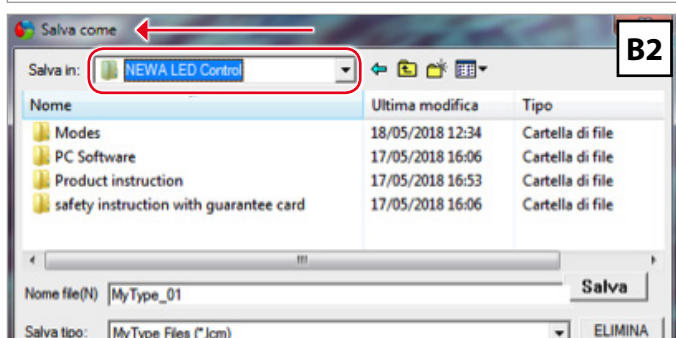 Salva come
B2
Salva in: NEWA LED Control
Nome Ultima modifica Tipo
Modes 18/05/2018 12:34 Cartella di file
PC Software 17/05/2018 16:06 Cartella di file
Product instruction 17/05/2018 16:53 Cartella di file
safety instruction with guarantee card 17/05/2018 16:06 Cartella di file
Nome file(N) MyType_01 Salva
Salva tipo: MyType Files (*.lcm) ELIMINA